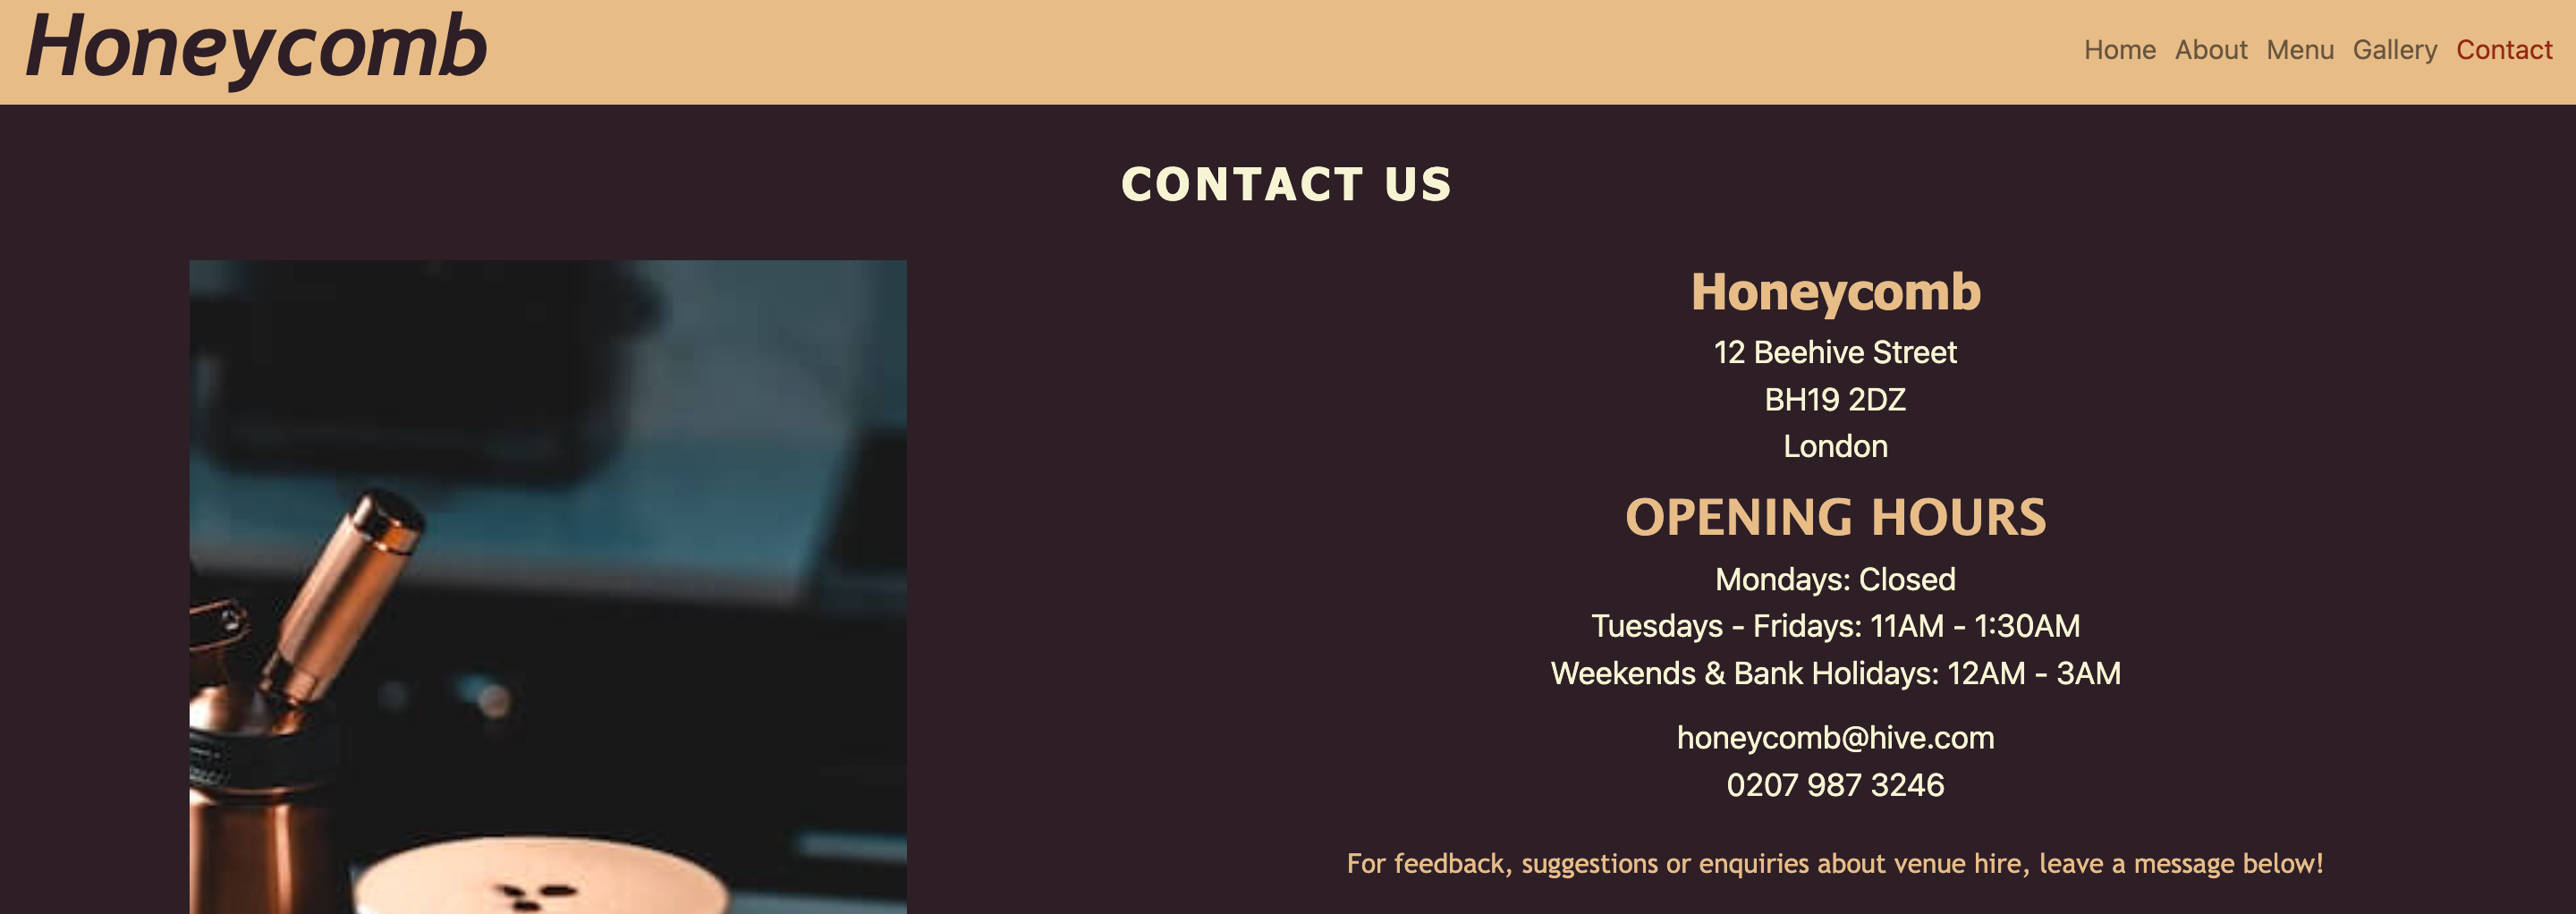 Honeycomb
Home About Menu Gallery Contact
CONTACT US
Honeycomb
12 Beehive Street
BH19 2DZ
London
OPENING HOURS
Mondays: Closed
Tuesdays - Fridays: 11AM - 1:30AM
Weekends & Bank Holidays: 12AM - 3AM
honeycomb@hive.com
0207 987 3246
For feedback, suggestions or enquiries about venue hire, leave a message below!